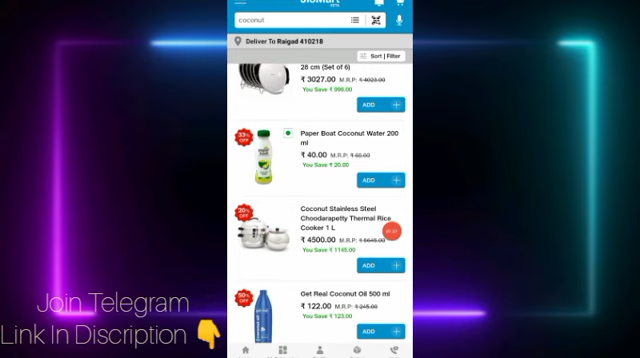 JioMart
coconut
Deliver To Raigad 410218
Sort | Filter
28 cm (Set of 6)
₹ 3027.00 M.R.P: ₹ 4023.00
You Save ₹ 996.00
ADD +
33%
OFF
Paper Boat Coconut Water 200
ml
₹ 40.00 M.R.P: ₹ 60.00
You Save ₹ 20.00
ADD +
20%
OFF
Coconut Stainless Steel
Choodarapetty Thermal Rice
Cooker 1 L
₹ 4500.00 M.R.P: ₹ 5645.00
You Save ₹ 1145.00
ADD +
50%
OFF
Get Real Coconut Oil 500 ml
₹ 122.00 M.R.P: ₹ 245.00
You Save ₹ 123.00
ADD +
Join Telegram
Link In Discription 👇